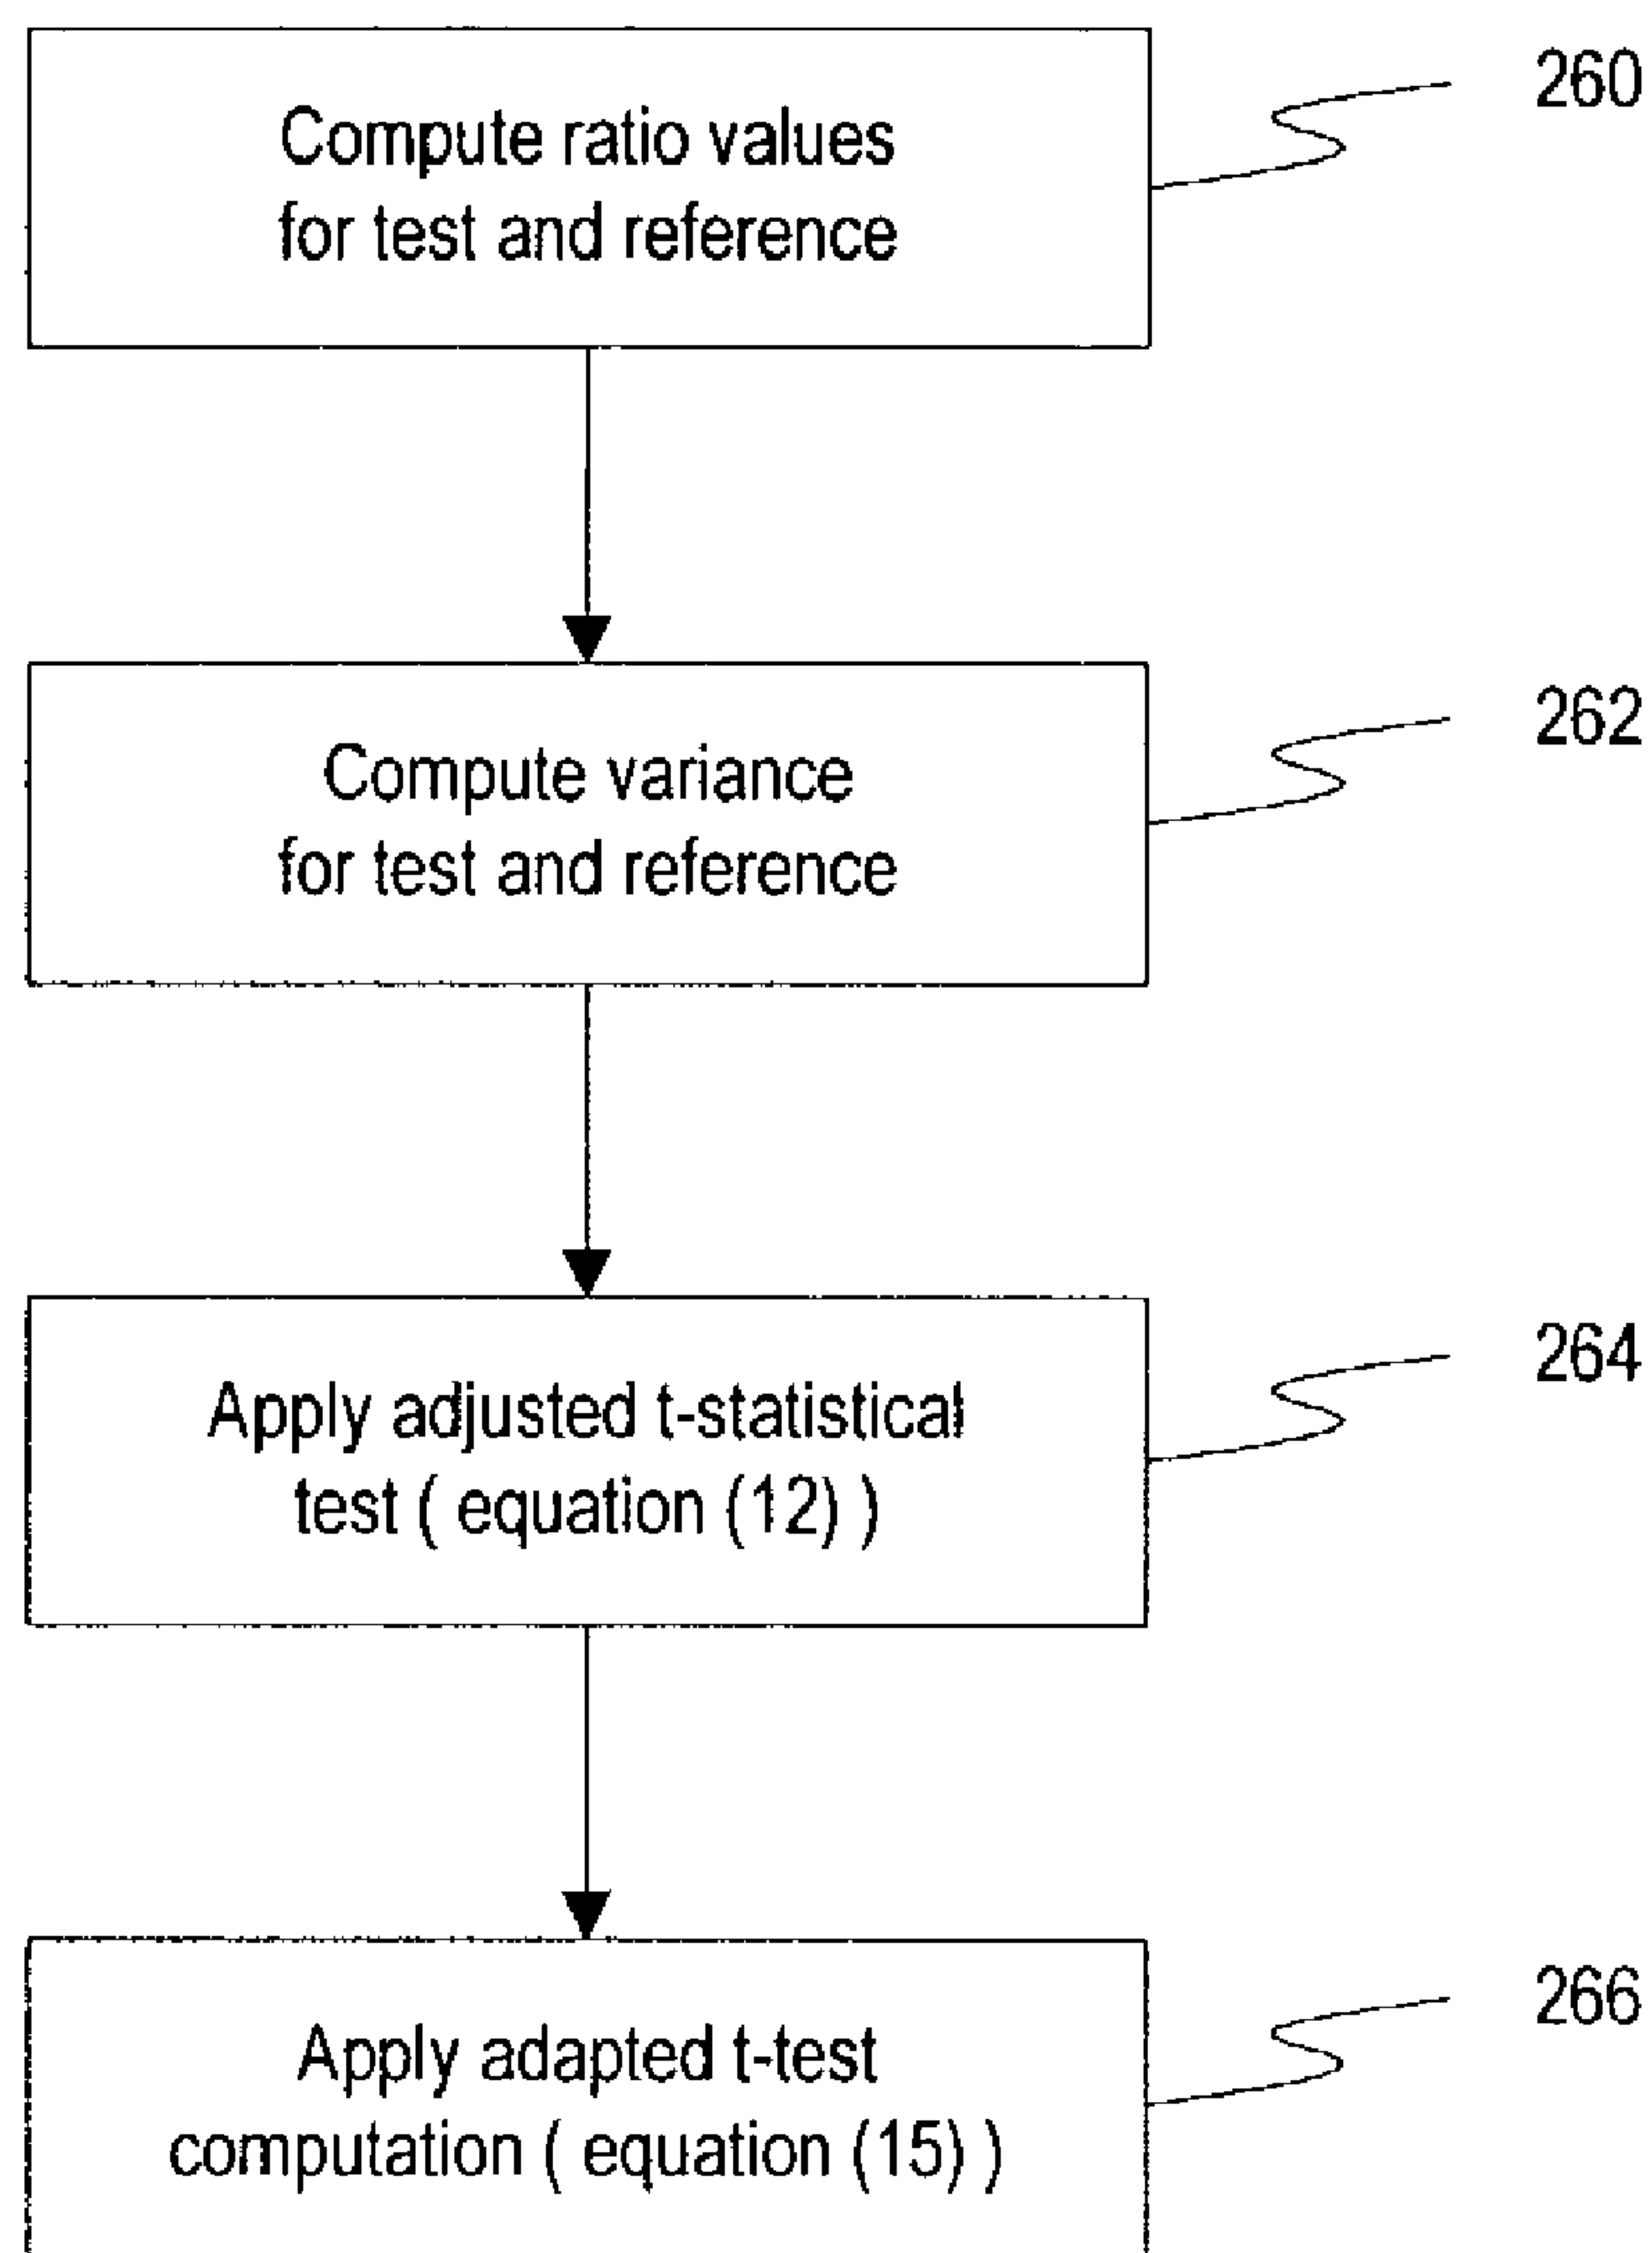 Compute ratio values
for test and reference
260
Compute variance
for test and reference
262
Apply adjusted t-statistical
test ( equation (12) )
264
Apply adapted t-test
computation ( equation (15) )
266